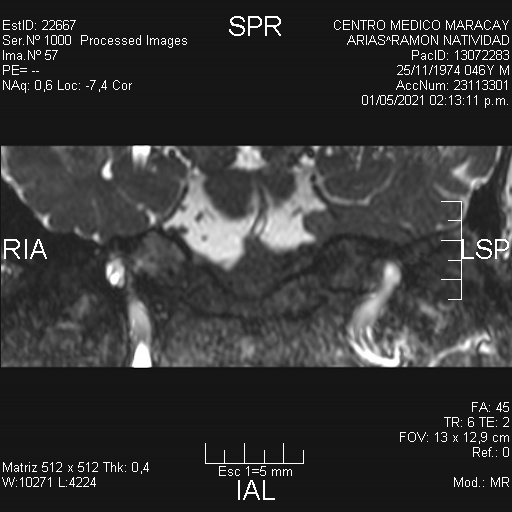 EstID: 22667
Ser.Nº 1000 Processed Images
Ima.Nº 57
PE= --
NAq: 0,6 Loc: -7,4 Cor
SPR
CENTRO MEDICO MARACAY
ARIAS^RAMON NATIVIDAD
PacID: 13072283
25/11/1974 046Y M
AccNum: 23113301
01/05/2021 02:13:11 p.m.
RIA
LSP
FA: 45
TR: 6 TE: 2
FOV: 13 x 12,9 cm
Ref.: 0
Matriz 512 x 512 Thk: 0,4
W:10271 L:4224
Esc 1=5 mm
IAL
Mod.: MR